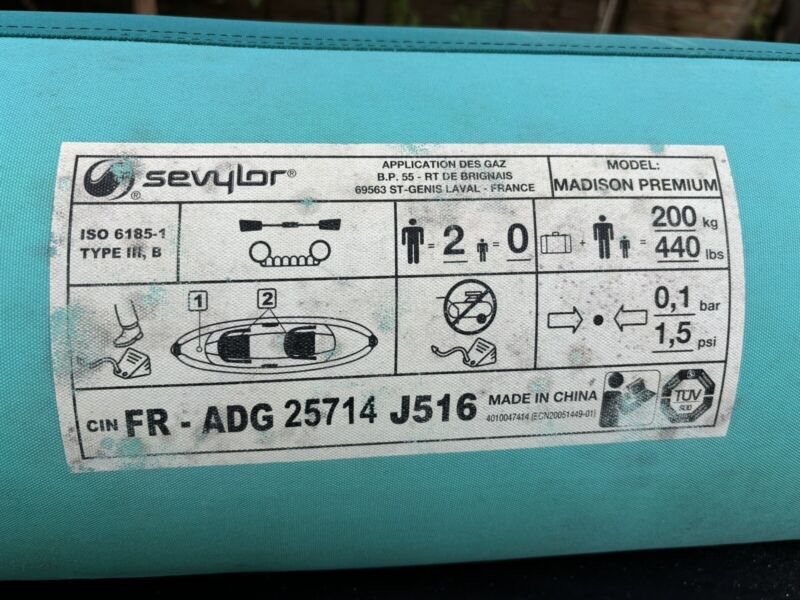 sevylor®
®
APPLICATION DES GAZ
B.P. 55 - RT DE BRIGNAIS
69563 ST-GENIS LAVAL - FRANCE
MODEL:
MADISON PREMIUM
ISO 6185-1
TYPE III, B
= 2 = 0
+ = 200 kg
440 lbs
1 2
0,1 bar
1,5 psi
CIN FR - ADG 25714 J516
MADE IN CHINA
4010047414 (ECN20051449-01)
TÜV
SÜD